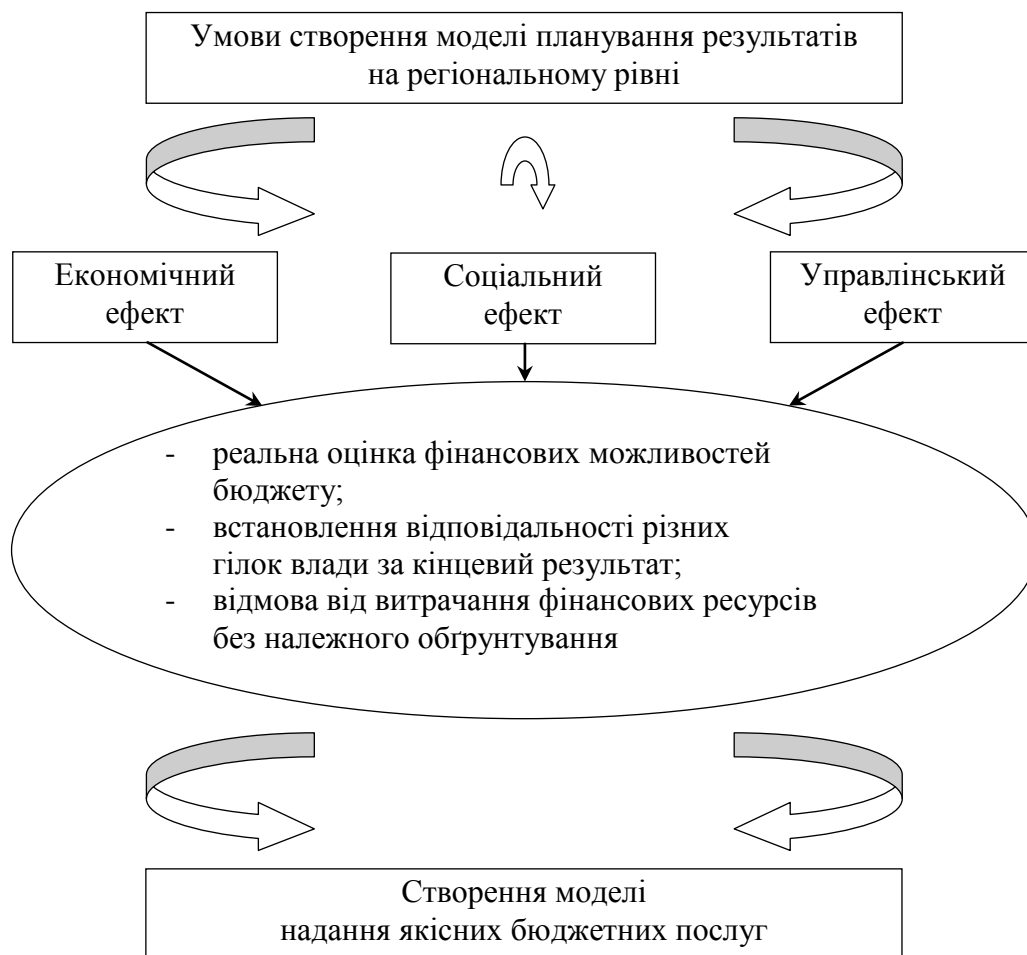 Умови створення моделі планування результатів
на регіональному рівні
Економічний
ефект
Соціальний
ефект
Управлінський
ефект
- реальна оцінка фінансових можливостей
бюджету;
- встановлення відповідальності різних
гілок влади за кінцевий результат;
- відмова від витрачання фінансових ресурсів
без належного обґрунтування
Створення моделі
надання якісних бюджетних послуг